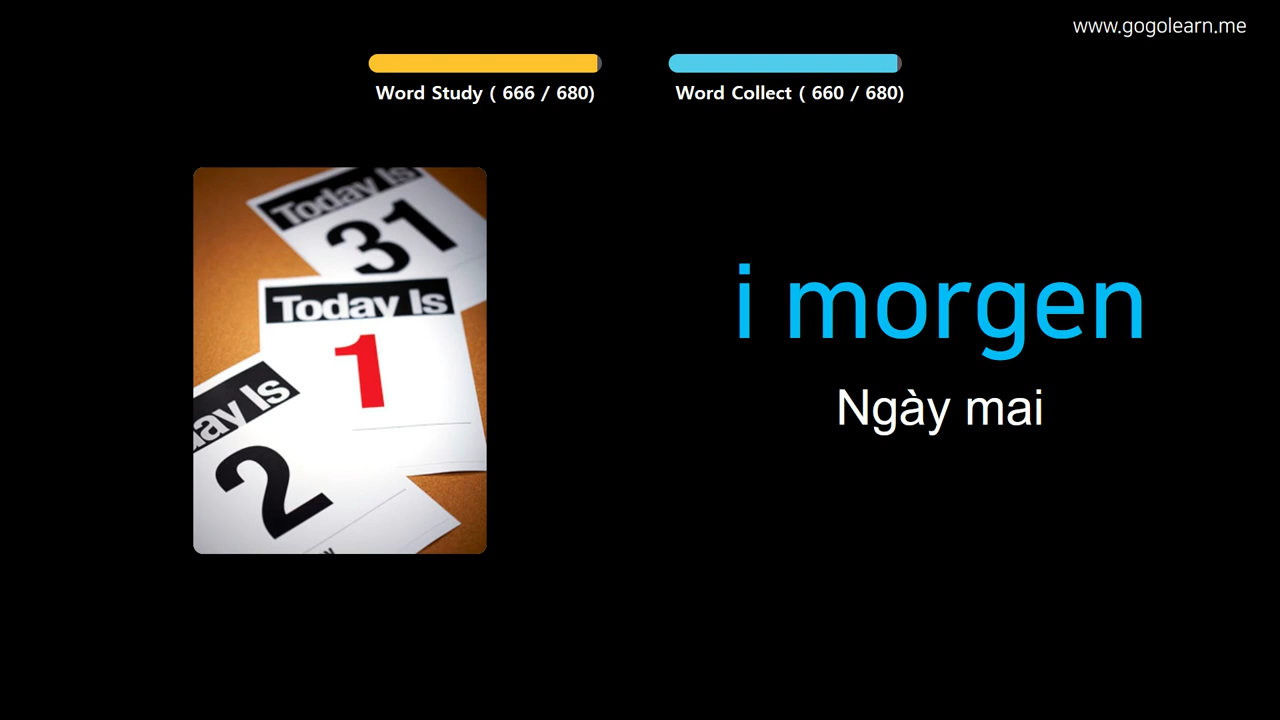 www.gogolearn.me
Word Study ( 666 / 680)
Word Collect ( 660 / 680)
Today Is
31
Today Is
1
ay Is
2
i morgen
Ngày mai